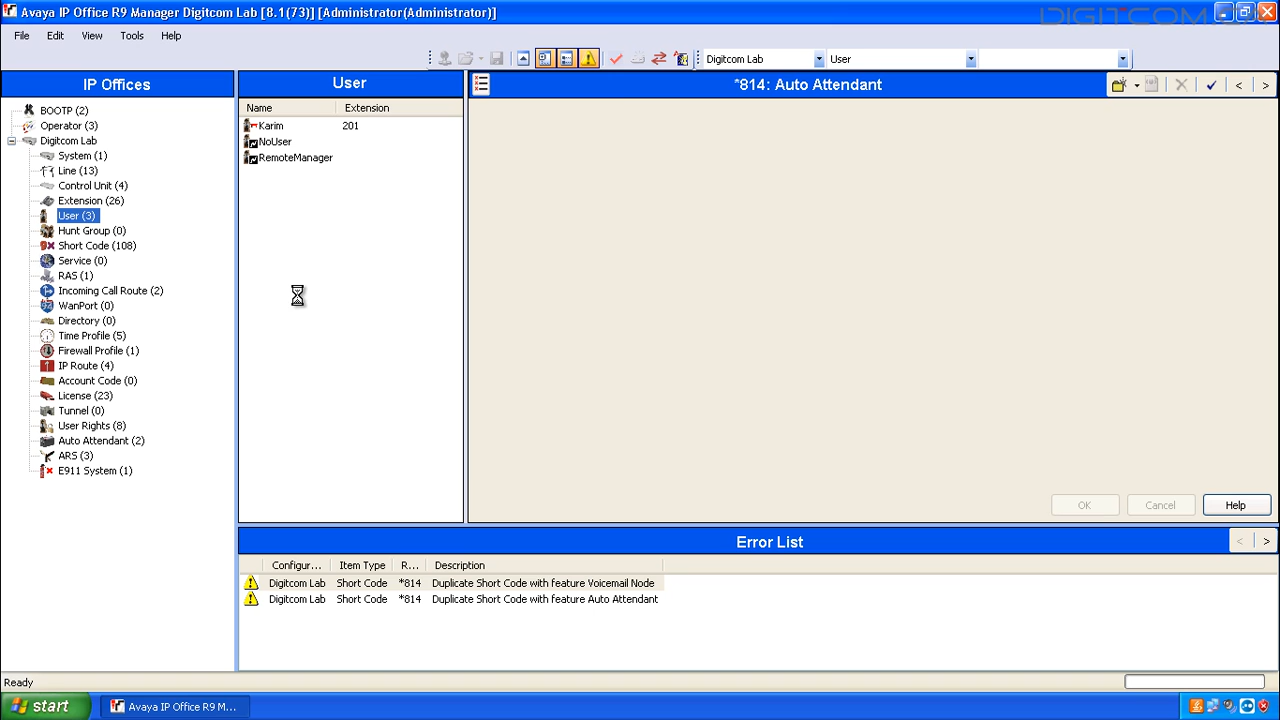 Avaya IP Office R9 Manager Digitcom Lab [8.1(73)] [Administrator(Administrator)]
File Edit View Tools Help
Digitcom Lab User
IP Offices
BOOTP (2)
Operator (3)
Digitcom Lab
System (1)
Line (13)
Control Unit (4)
Extension (26)
User (3)
Hunt Group (0)
Short Code (108)
Service (0)
RAS (1)
Incoming Call Route (2)
WanPort (0)
Directory (0)
Time Profile (5)
Firewall Profile (1)
IP Route (4)
Account Code (0)
License (23)
Tunnel (0)
User Rights (8)
Auto Attendant (2)
ARS (3)
E911 System (1)
User
Name Extension
Karim 201
NoUser
RemoteManager
*814: Auto Attendant
OK Cancel Help
Error List
Configur... Item Type R... Description
Digitcom Lab Short Code *814 Duplicate Short Code with feature Voicemail Node
Digitcom Lab Short Code *814 Duplicate Short Code with feature Auto Attendant
Ready
start Avaya IP Office R9 M...